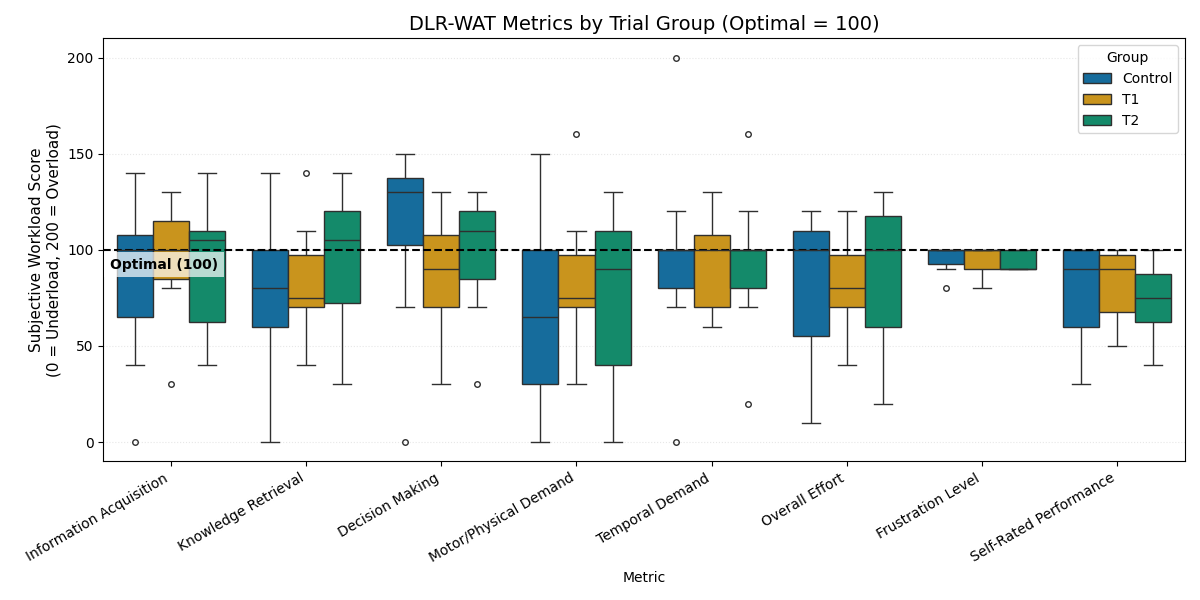 DLR-WAT Metrics by Trial Group (Optimal = 100)
Subjective Workload Score
(0 = Underload, 200 = Overload)
200
150
100
50
0
Group
Control
T1
T2
Optimal (100)
Information Acquisition
Knowledge Retrieval
Decision Making
Motor/Physical Demand
Temporal Demand
Overall Effort
Frustration Level
Self-Rated Performance
Metric